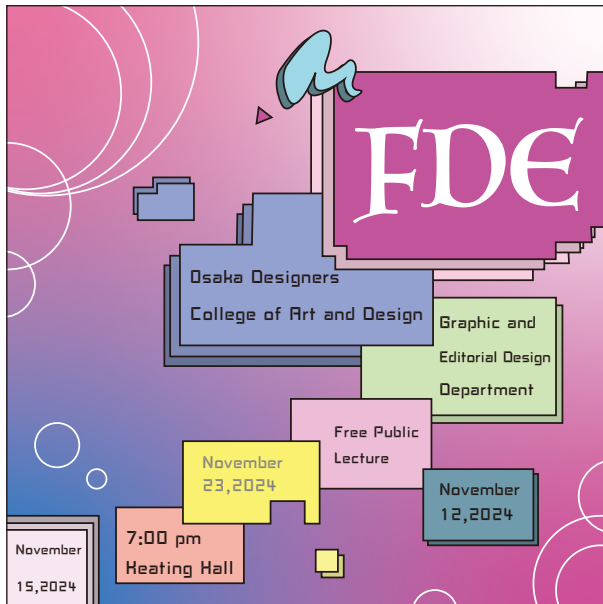 FDE
Osaka Designers
College of Art and Design
Graphic and
Editorial Design
Department
Free Public
Lecture
November
23,2024
November
12,2024
7:00 pm
Keating Hall
November
15,2024